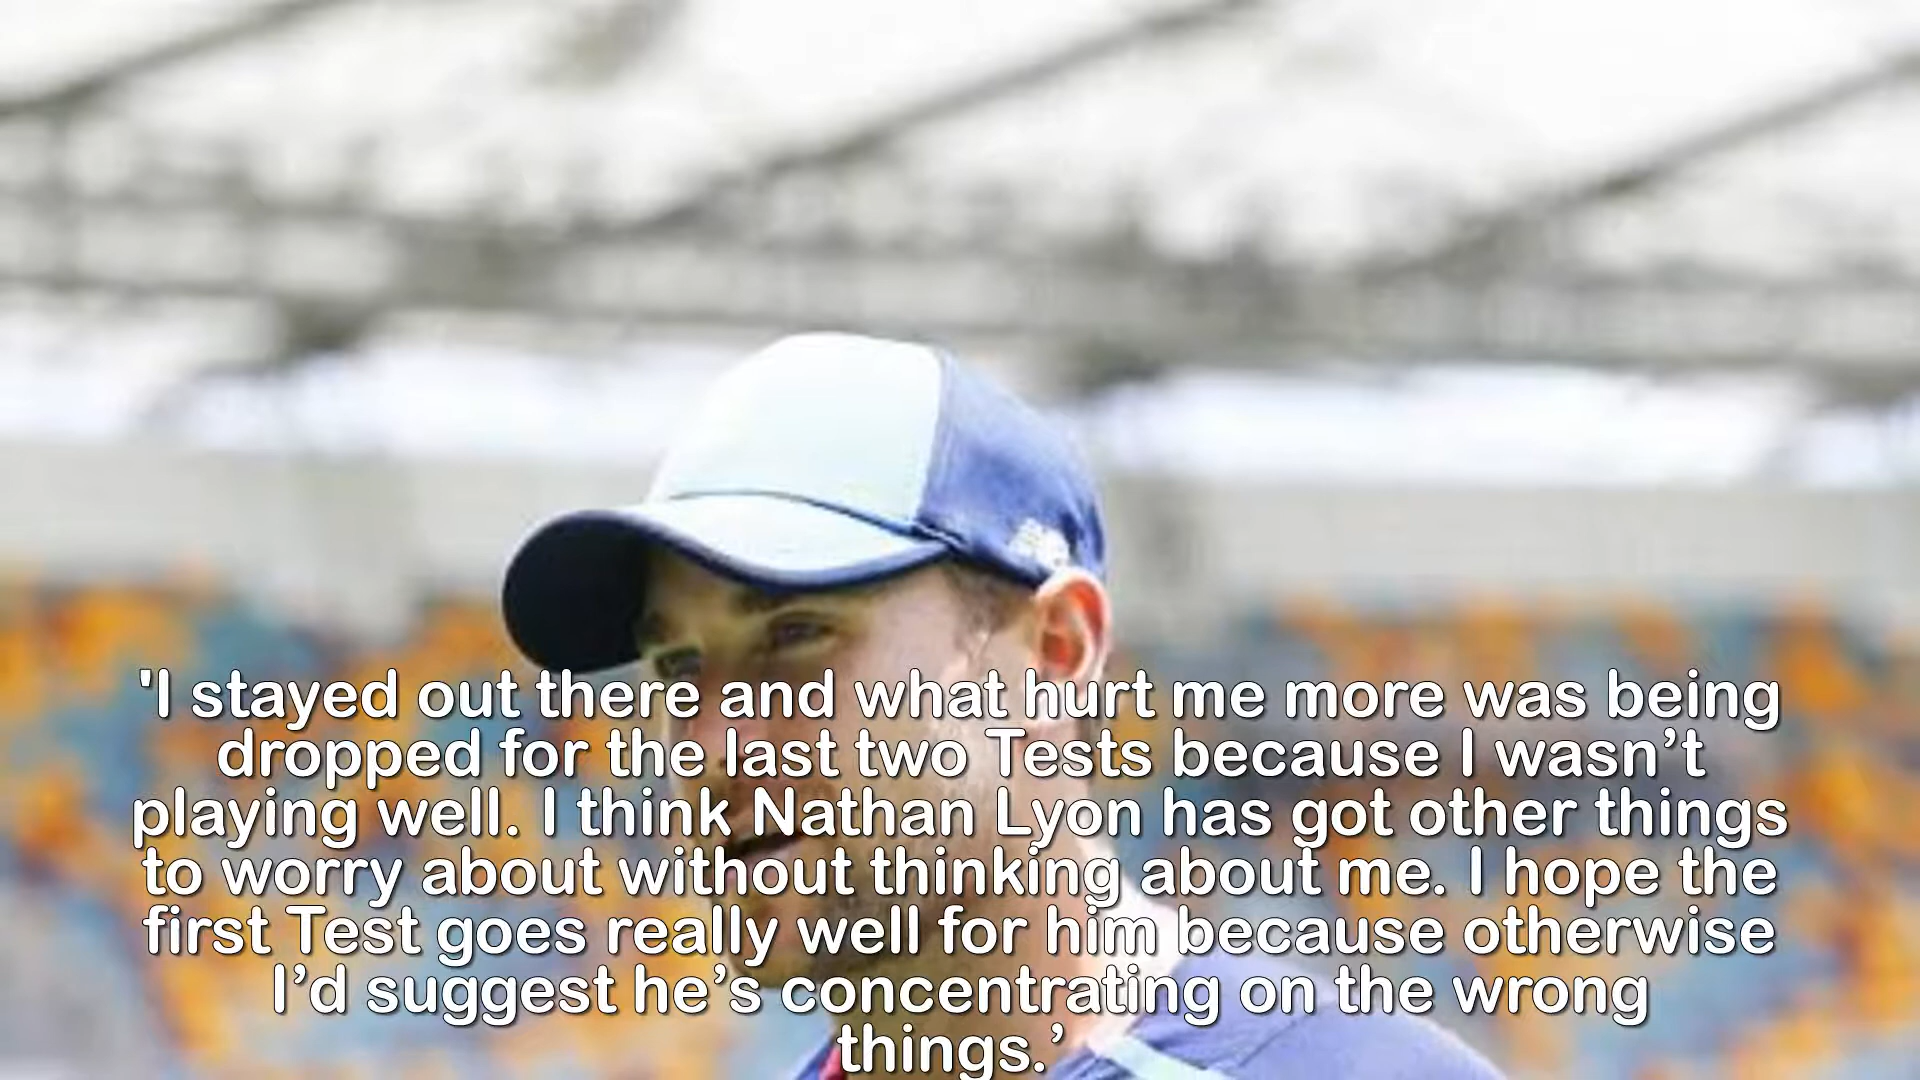 'I stayed out there and what hurt me more was being
dropped for the last two Tests because I wasn’t
playing well. I think Nathan Lyon has got other things
to worry about without thinking about me. I hope the
first Test goes really well for him because otherwise
I’d suggest he’s concentrating on the wrong
things.’